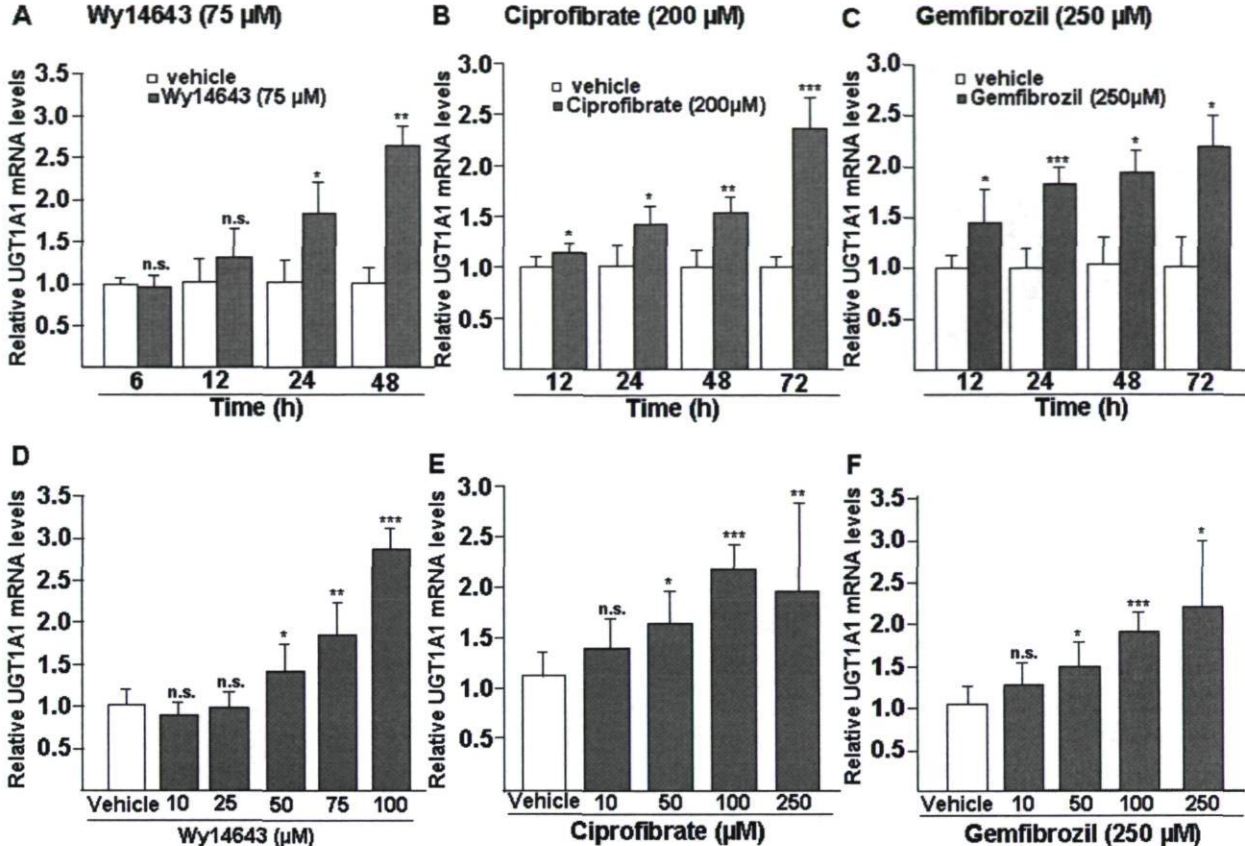 A Wy14643 (75 µM)
vehicle
Wy14643 (75 µM)
Relative UGT1A1 mRNA levels
3.5
3.0
2.5
2.0
1.5
1.0
0.5
n.s.
n.s.
*
**
6 12 24 48
Time (h)
B Ciprofibrate (200 µM)
vehicle
Ciprofibrate (200µM)
Relative UGT1A1 mRNA levels
3.0
2.5
2.0
1.5
1.0
0.5
*
*
**
***
12 24 48 72
Time (h)
C Gemfibrozil (250 µM)
vehicle
Gemfibrozil (250µM)
Relative UGT1A1 mRNA levels
3.0
2.5
2.0
1.5
1.0
0.5
*
***
*
*
12 24 48 72
Time (h)
D
Relative UGT1A1 mRNA levels
3.5
3.0
2.5
2.0
1.5
1.0
0.5
n.s.
n.s.
*
**
***
Vehicle 10 25 50 75 100
Wy14643 (µM)
E
Relative UGT1A1 mRNA levels
3.0
2.5
2.0
1.5
1.0
0.5
n.s.
*
***
**
Vehicle 10 50 100 250
Ciprofibrate (µM)
F
Relative UGT1A1 mRNA levels
3.5
3.0
2.5
2.0
1.5
1.0
0.5
n.s.
*
***
*
Vehicle 10 50 100 250
Gemfibrozil (250 µM)